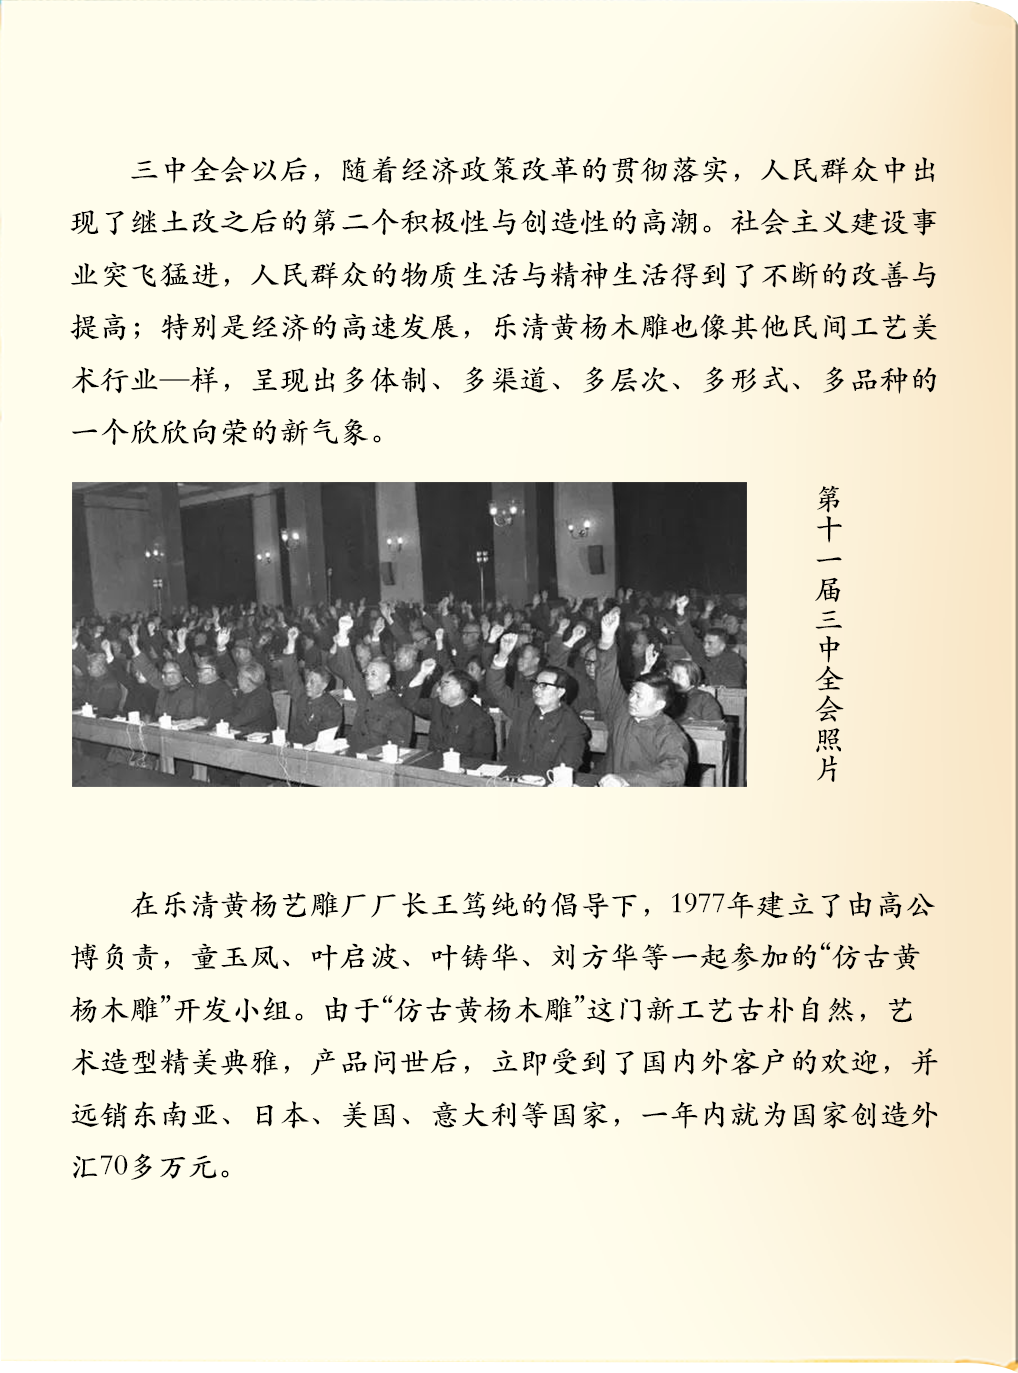 三中全会以后，随着经济政策改革的贯彻落实，人民群众中出
现了继土改之后的第二个积极性与创造性的高潮。社会主义建设事
业突飞猛进，人民群众的物质生活与精神生活得到了不断的改善与
提高；特别是经济的高速发展，乐清黄杨木雕也像其他民间工艺美
术行业—样，呈现出多体制、多渠道、多层次、多形式、多品种的
一个欣欣向荣的新气象。
第十一届三中全会照片
在乐清黄杨艺雕厂厂长王笃纯的倡导下，1977年建立了由高公
博负责，童玉凤、叶启波、叶铸华、刘方华等一起参加的“仿古黄
杨木雕”开发小组。由于“仿古黄杨木雕”这门新工艺古朴自然，艺
术造型精美典雅，产品问世后，立即受到了国内外客户的欢迎，并
远销东南亚、日本、美国、意大利等国家，一年内就为国家创造外
汇70多万元。